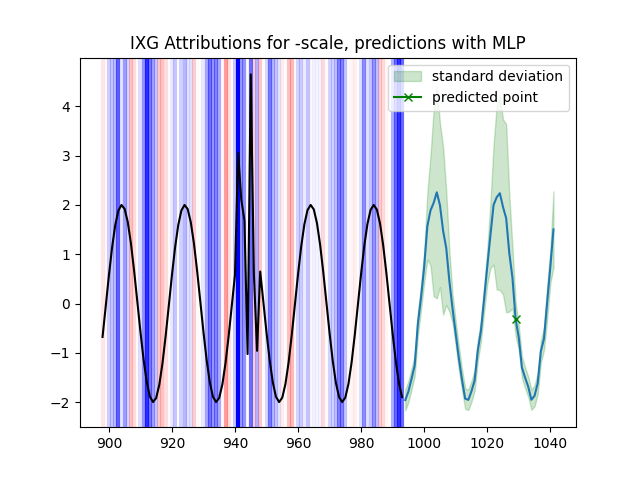 IXG Attributions for -scale, predictions with MLP
standard deviation
predicted point
4
3
2
1
0
−1
−2
900 920 940 960 980 1000 1020 1040